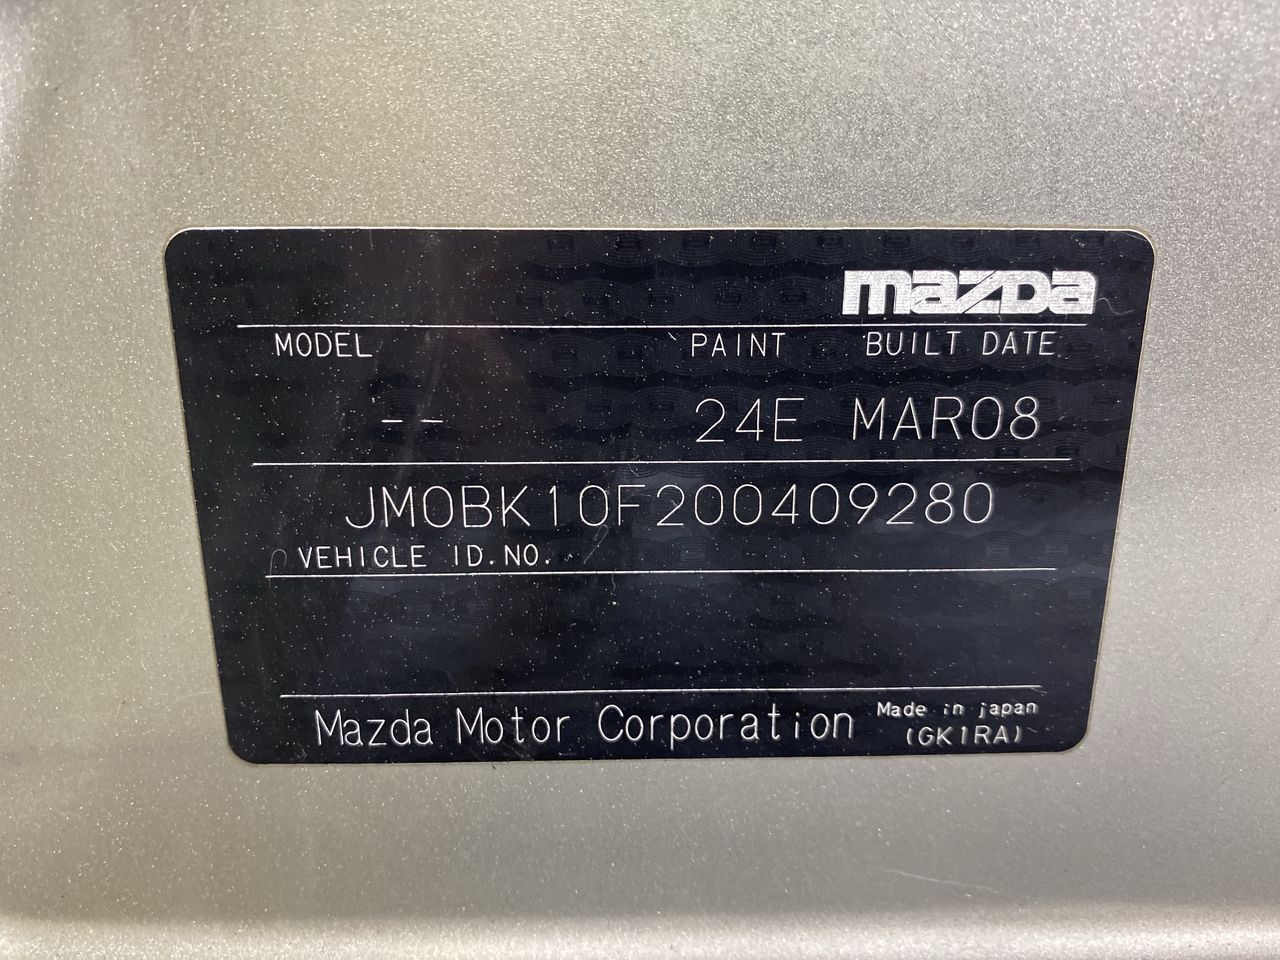 mazda
MODEL PAINT BUILT DATE
-- 24E MAR08
JM0BK10F200409280
VEHICLE ID.NO.
Mazda Motor Corporation Made in japan
(GK1RA)